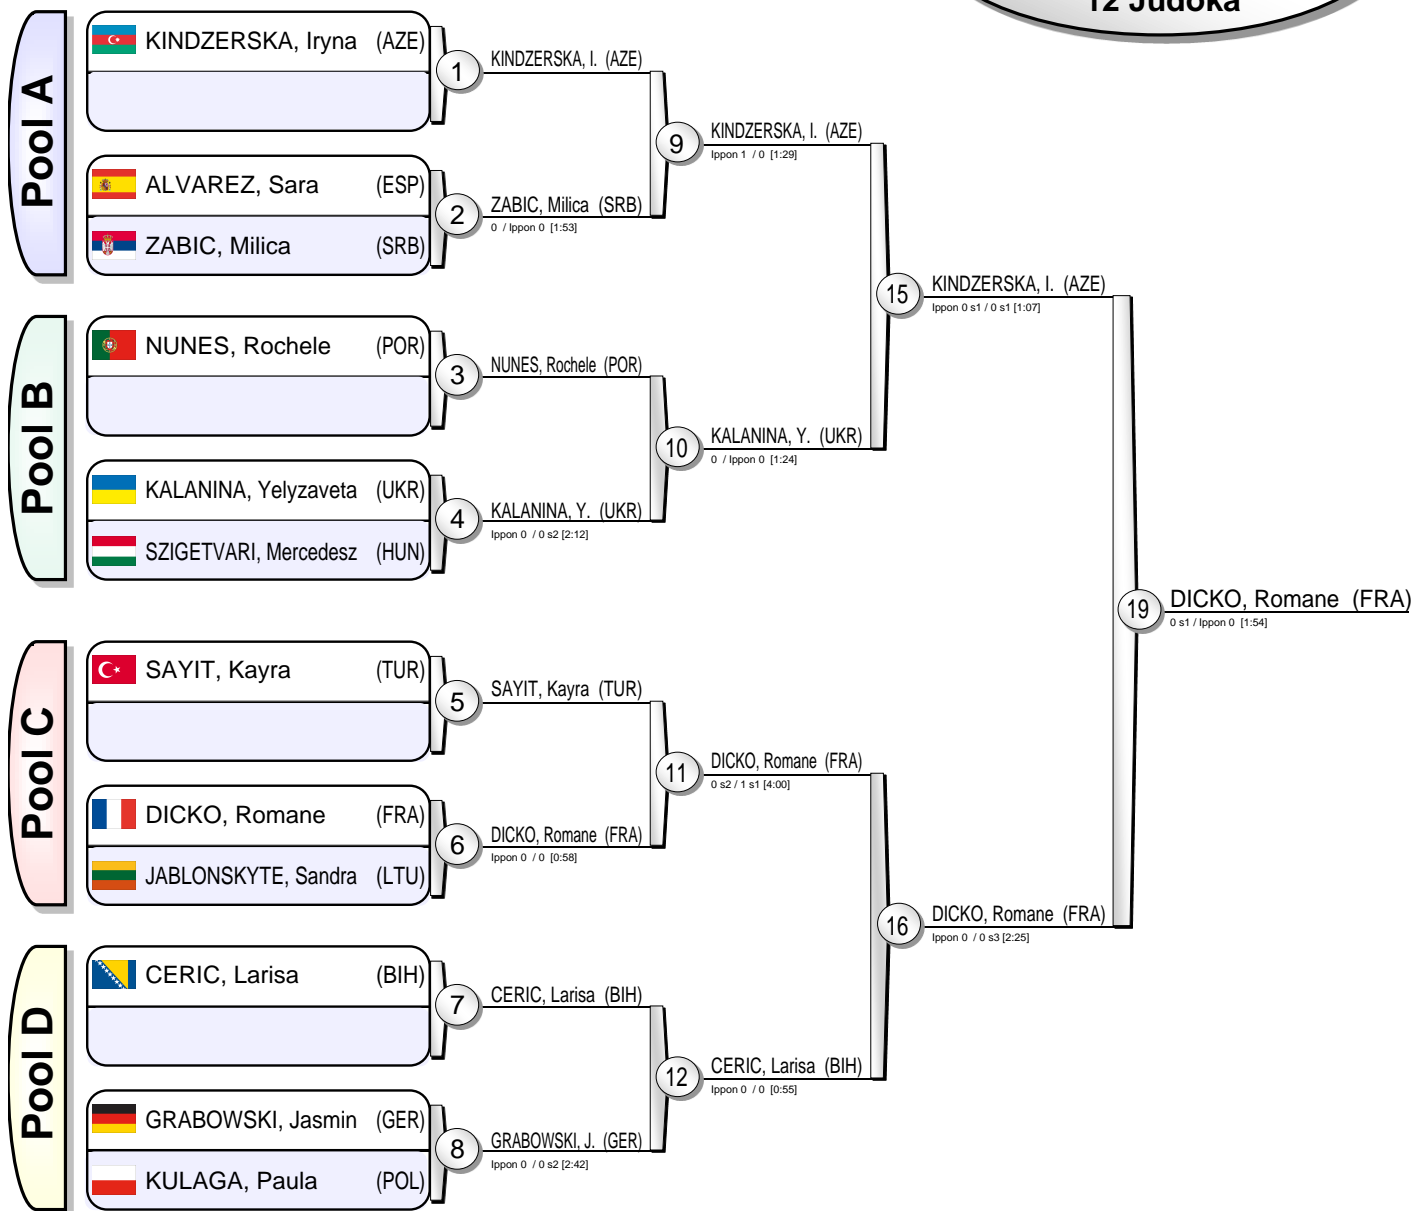 12 Judoka
Pool A
KINDZERSKA, Iryna (AZE)
1
KINDZERSKA, I. (AZE)
ALVAREZ, Sara (ESP)
ZABIC, Milica (SRB)
2
ZABIC, Milica (SRB)
0 / Ippon 0 [1:53]
9
KINDZERSKA, I. (AZE)
Ippon 1 / 0 [1:29]
Pool B
NUNES, Rochele (POR)
3
NUNES, Rochele (POR)
KALANINA, Yelyzaveta (UKR)
SZIGETVARI, Mercedesz (HUN)
4
KALANINA, Y. (UKR)
Ippon 0 / 0 s2 [2:12]
10
KALANINA, Y. (UKR)
0 / Ippon 0 [1:24]
15
KINDZERSKA, I. (AZE)
Ippon 0 s1 / 0 s1 [1:07]
Pool C
SAYIT, Kayra (TUR)
5
SAYIT, Kayra (TUR)
DICKO, Romane (FRA)
JABLONSKYTE, Sandra (LTU)
6
DICKO, Romane (FRA)
Ippon 0 / 0 [0:58]
11
DICKO, Romane (FRA)
0 s2 / 1 s1 [4:00]
Pool D
CERIC, Larisa (BIH)
7
CERIC, Larisa (BIH)
GRABOWSKI, Jasmin (GER)
KULAGA, Paula (POL)
8
GRABOWSKI, J. (GER)
Ippon 0 / 0 s2 [2:42]
12
CERIC, Larisa (BIH)
Ippon 0 / 0 [0:55]
16
DICKO, Romane (FRA)
Ippon 0 / 0 s3 [2:25]
19
DICKO, Romane (FRA)
0 s1 / Ippon 0 [1:54]